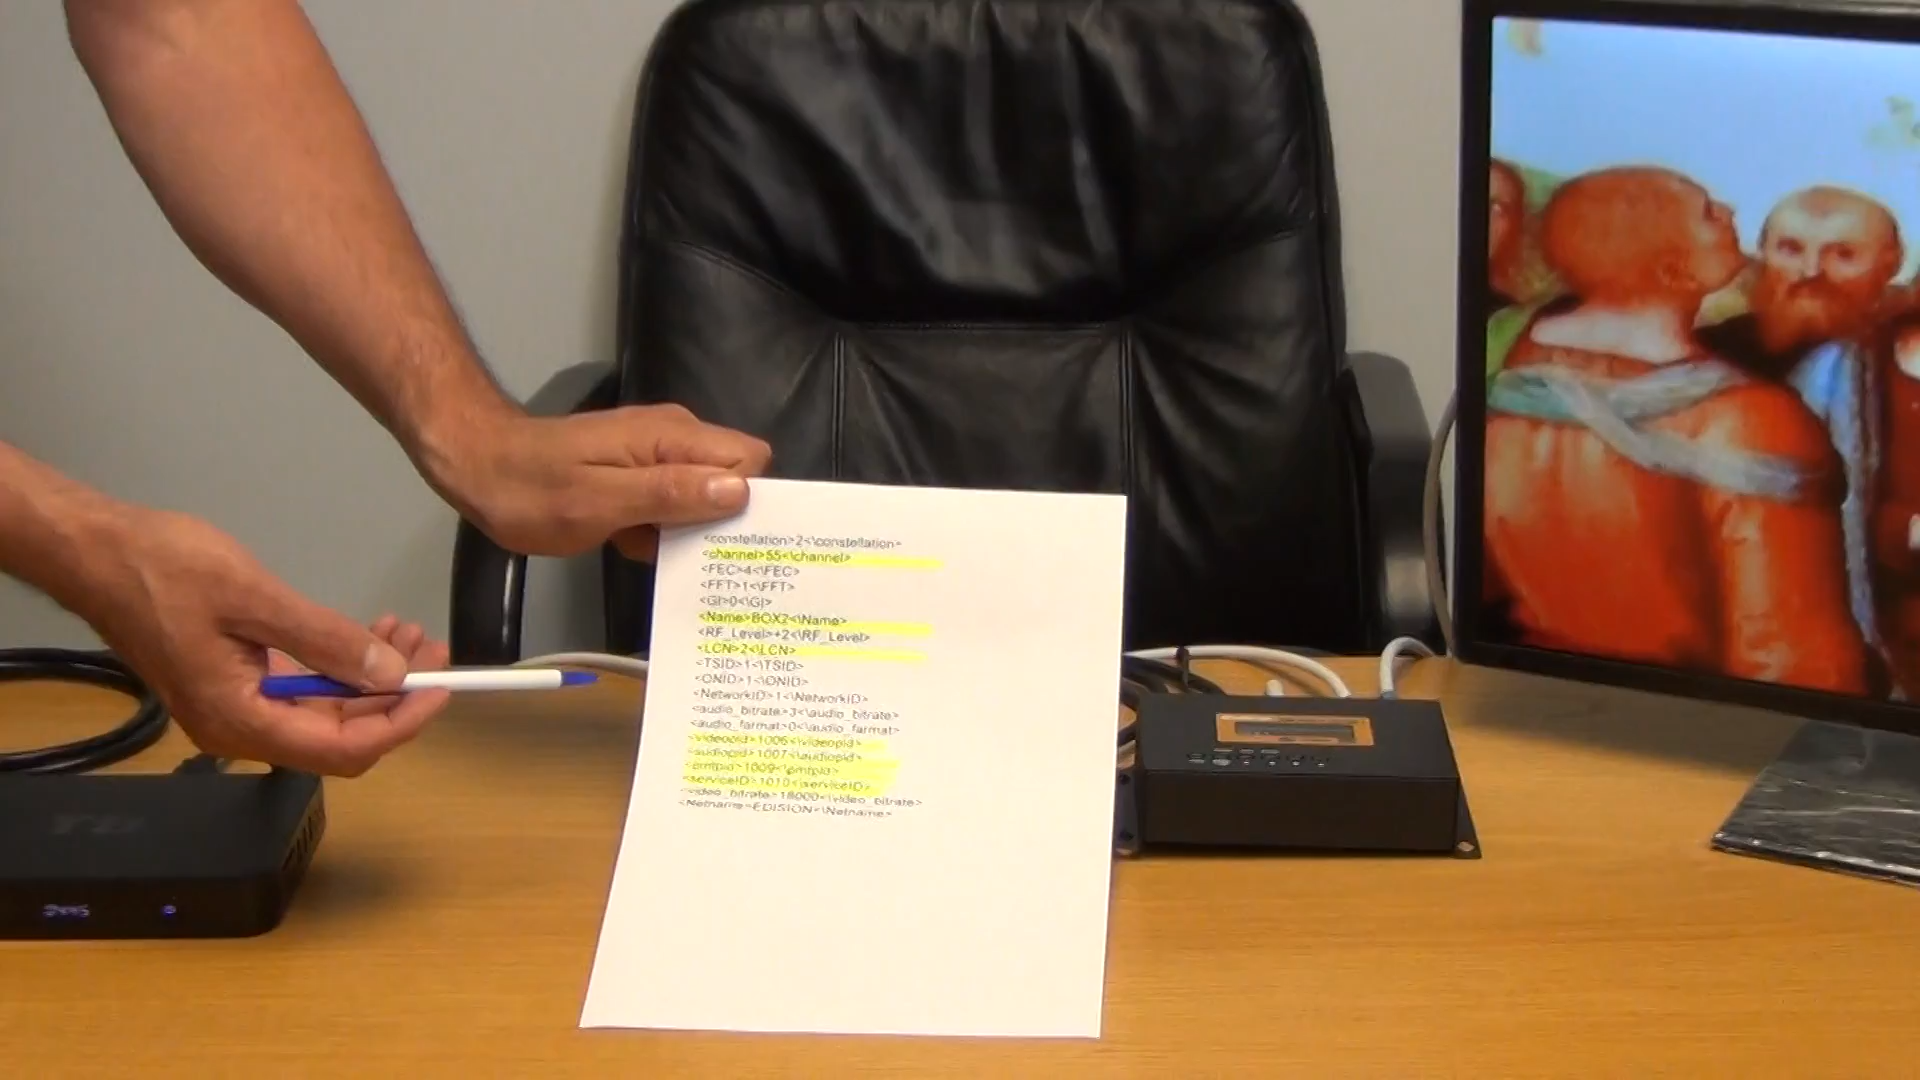 <constellation>2<\constellation>
<channel>55<\channel>
<FEC>4<\FEC>
<FFT>1<\FFT>
<GI>0<\GI>
<Name>BOX2<\Name>
<RF_Level>+2<\RF_Level>
<LCN>2<\LCN>
<TSID>1<\TSID>
<ONID>1<\ONID>
<NetworkID>1<\NetworkID>
<audio_bitrate>3<\audio_bitrate>
<audio_farmat>0<\audio_farmat>
<videopid>1006<\videopid>
<audiopid>1007<\audiopid>
<pmtpid>1009<\pmtpid>
<serviceID>1010<\serviceID>
<video_bitrate>18000<\video_bitrate>
<Netname>EDISION<\Netname>